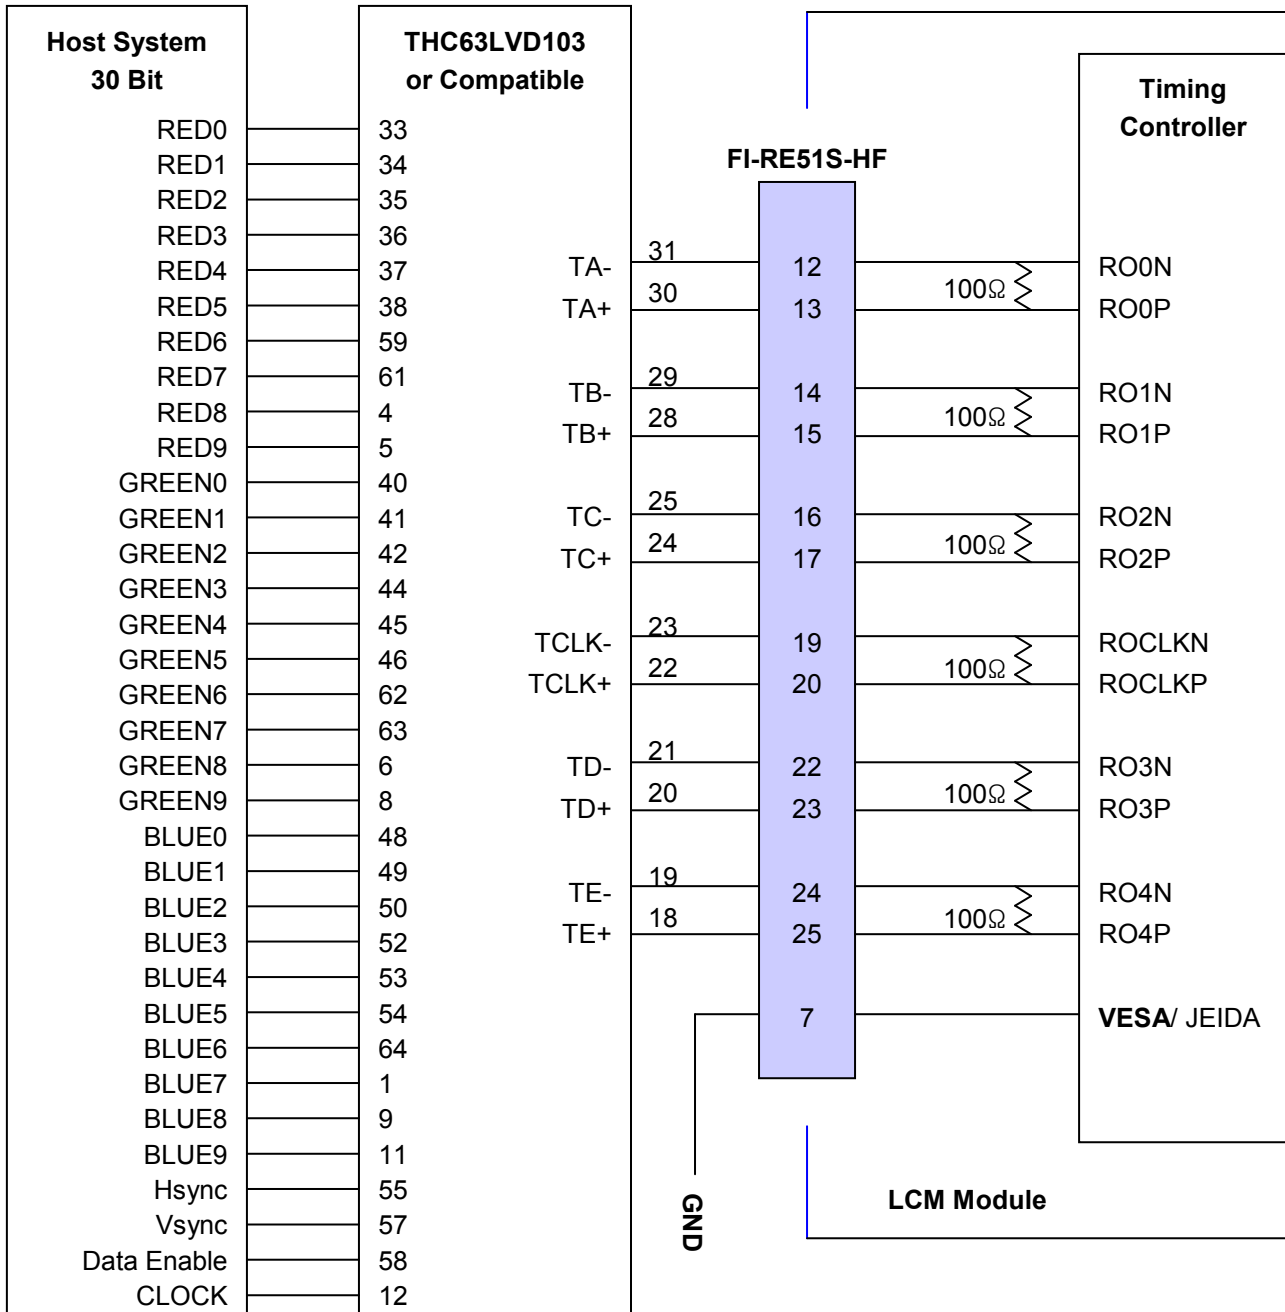 Host System
30 Bit
RED0
RED1
RED2
RED3
RED4
RED5
RED6
RED7
RED8
RED9
GREEN0
GREEN1
GREEN2
GREEN3
GREEN4
GREEN5
GREEN6
GREEN7
GREEN8
GREEN9
BLUE0
BLUE1
BLUE2
BLUE3
BLUE4
BLUE5
BLUE6
BLUE7
BLUE8
BLUE9
Hsync
Vsync
Data Enable
CLOCK
THC63LVD103
or Compatible
33
34
35
36
37
38
59
61
4
5
40
41
42
44
45
46
62
63
6
8
48
49
50
52
53
54
64
1
9
11
55
57
58
12
TA- 31
TA+ 30
TB- 29
TB+ 28
TC- 25
TC+ 24
TCLK- 23
TCLK+ 22
TD- 21
TD+ 20
TE- 19
TE+ 18
GND
FI-RE51S-HF
12
13
14
15
16
17
19
20
22
23
24
25
7
100Ω
100Ω
100Ω
100Ω
100Ω
100Ω
Timing
Controller
RO0N
RO0P
RO1N
RO1P
RO2N
RO2P
ROCLKN
ROCLKP
RO3N
RO3P
RO4N
RO4P
VESA/ JEIDA
LCM Module